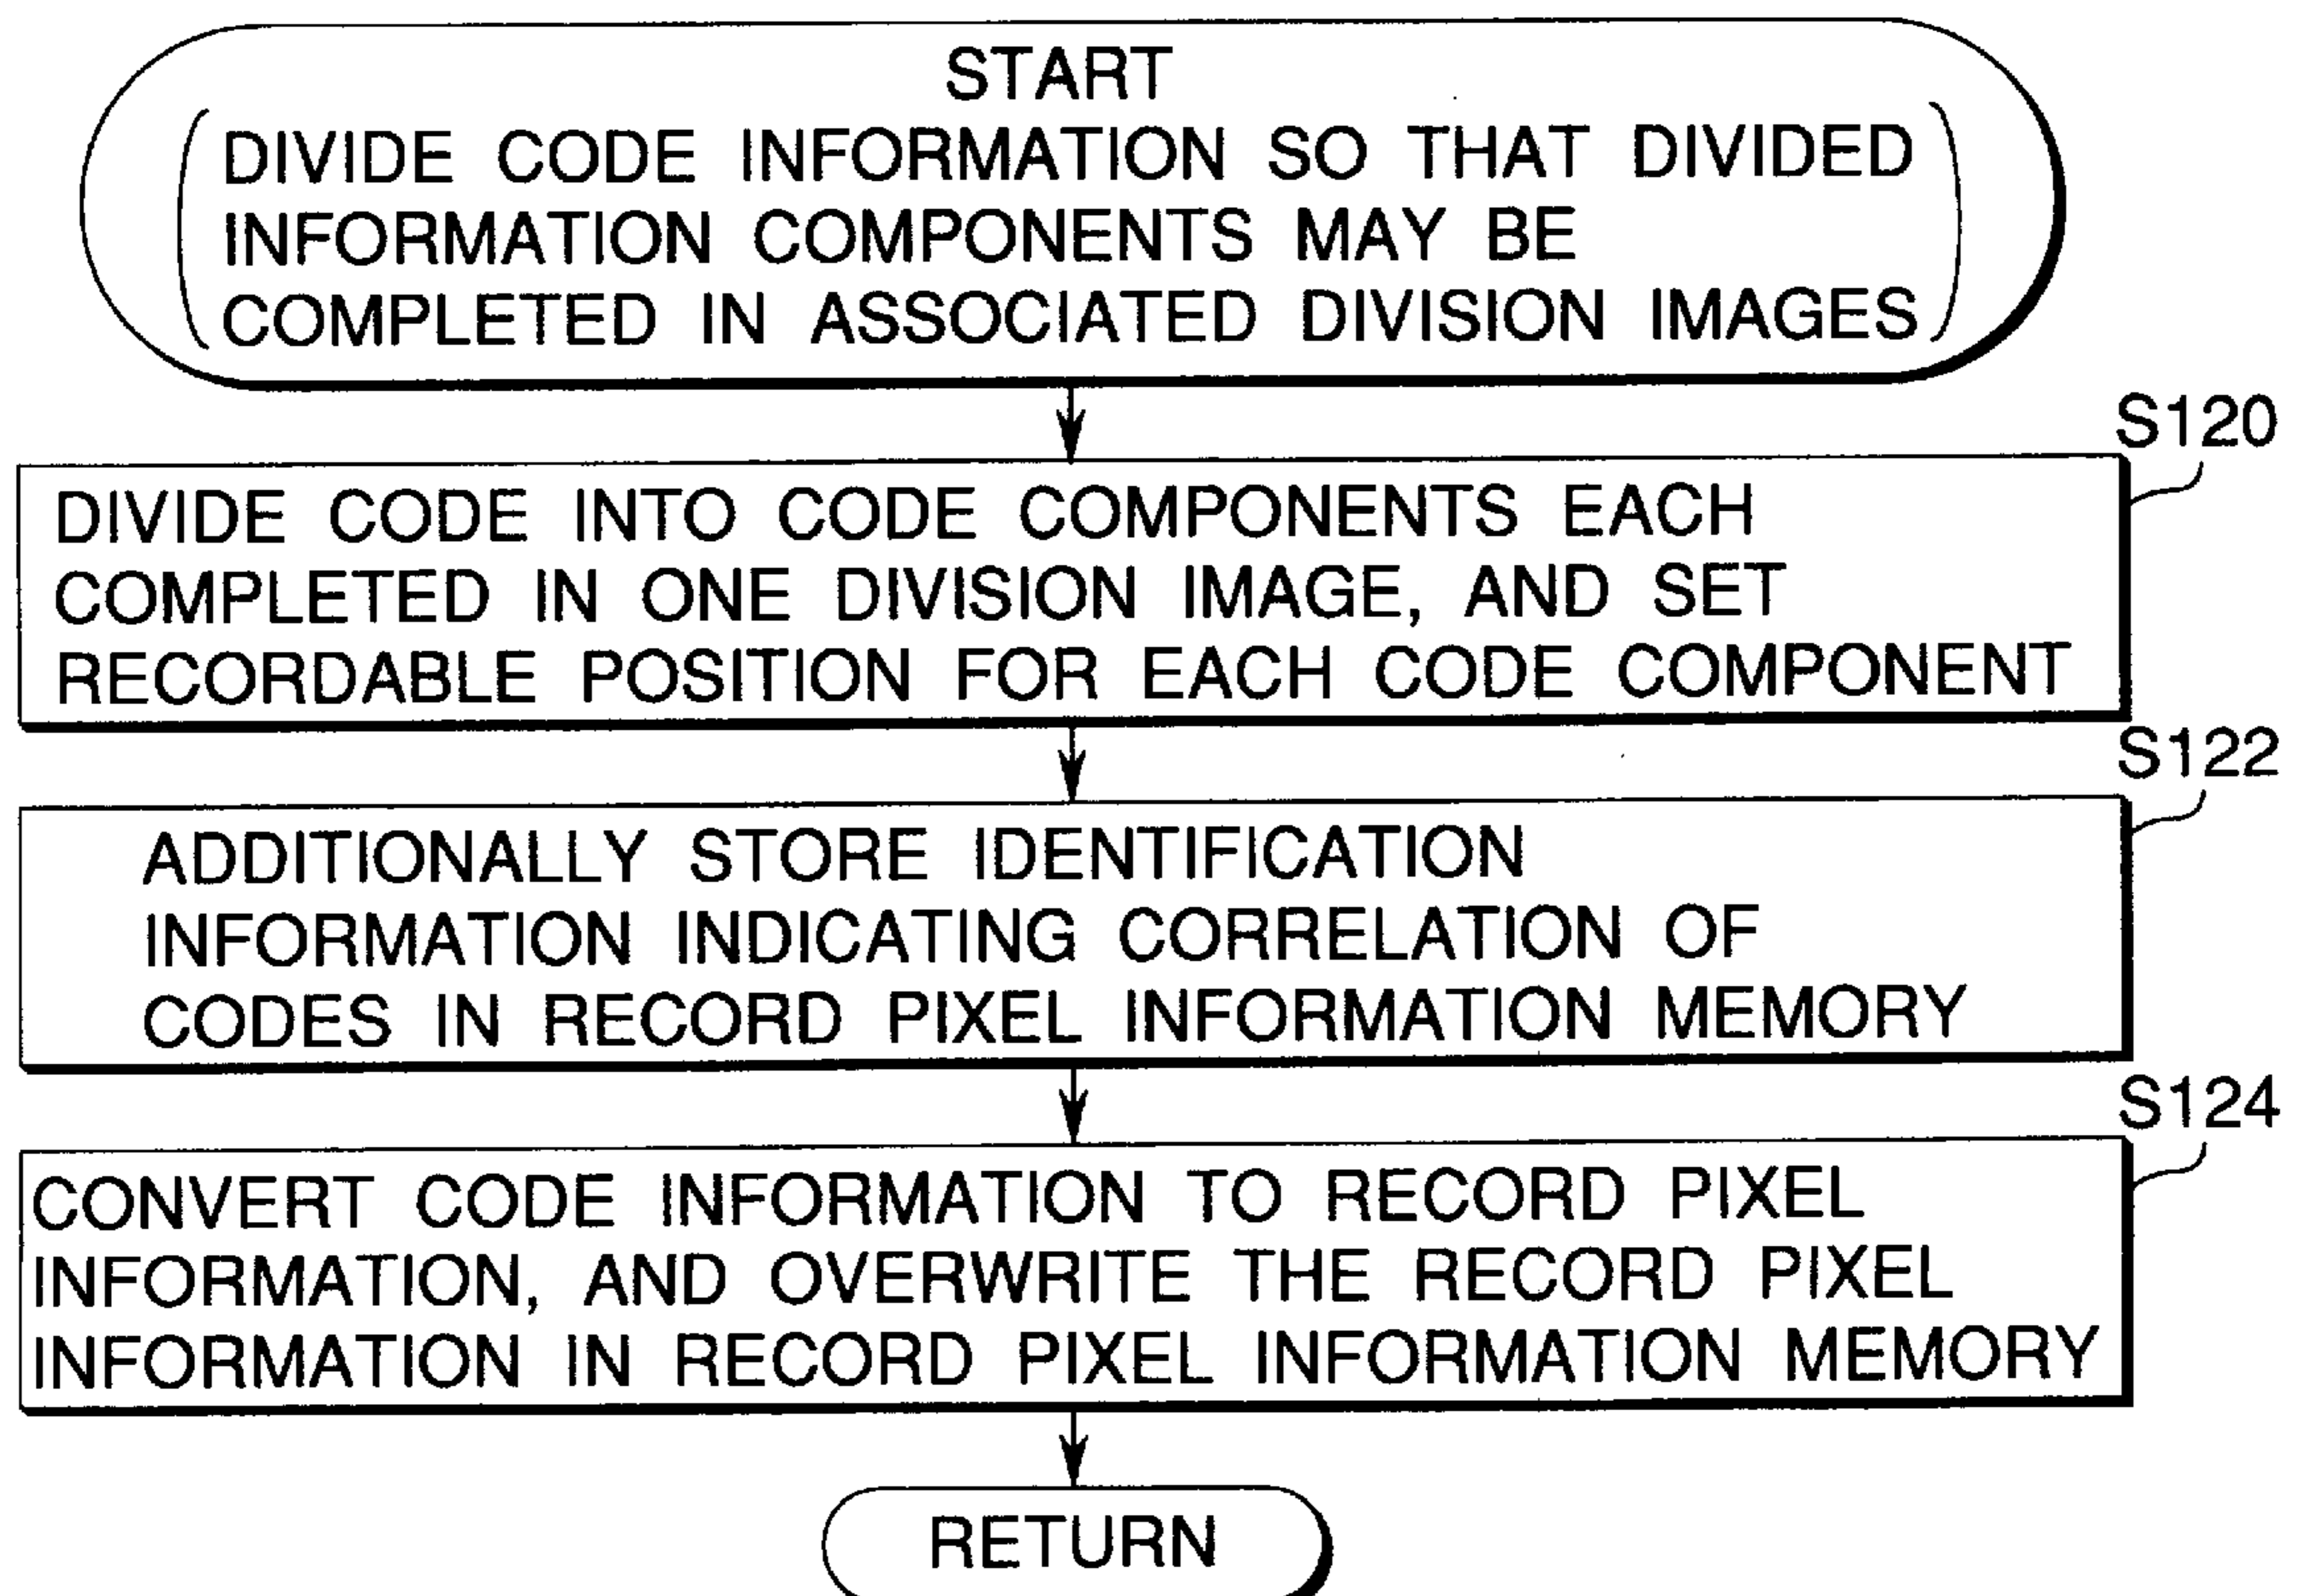 START
DIVIDE CODE INFORMATION SO THAT DIVIDED
INFORMATION COMPONENTS MAY BE
COMPLETED IN ASSOCIATED DIVISION IMAGES
S120
DIVIDE CODE INTO CODE COMPONENTS EACH
COMPLETED IN ONE DIVISION IMAGE, AND SET
RECORDABLE POSITION FOR EACH CODE COMPONENT
S122
ADDITIONALLY STORE IDENTIFICATION
INFORMATION INDICATING CORRELATION OF
CODES IN RECORD PIXEL INFORMATION MEMORY
S124
CONVERT CODE INFORMATION TO RECORD PIXEL
INFORMATION, AND OVERWRITE THE RECORD PIXEL
INFORMATION IN RECORD PIXEL INFORMATION MEMORY
RETURN